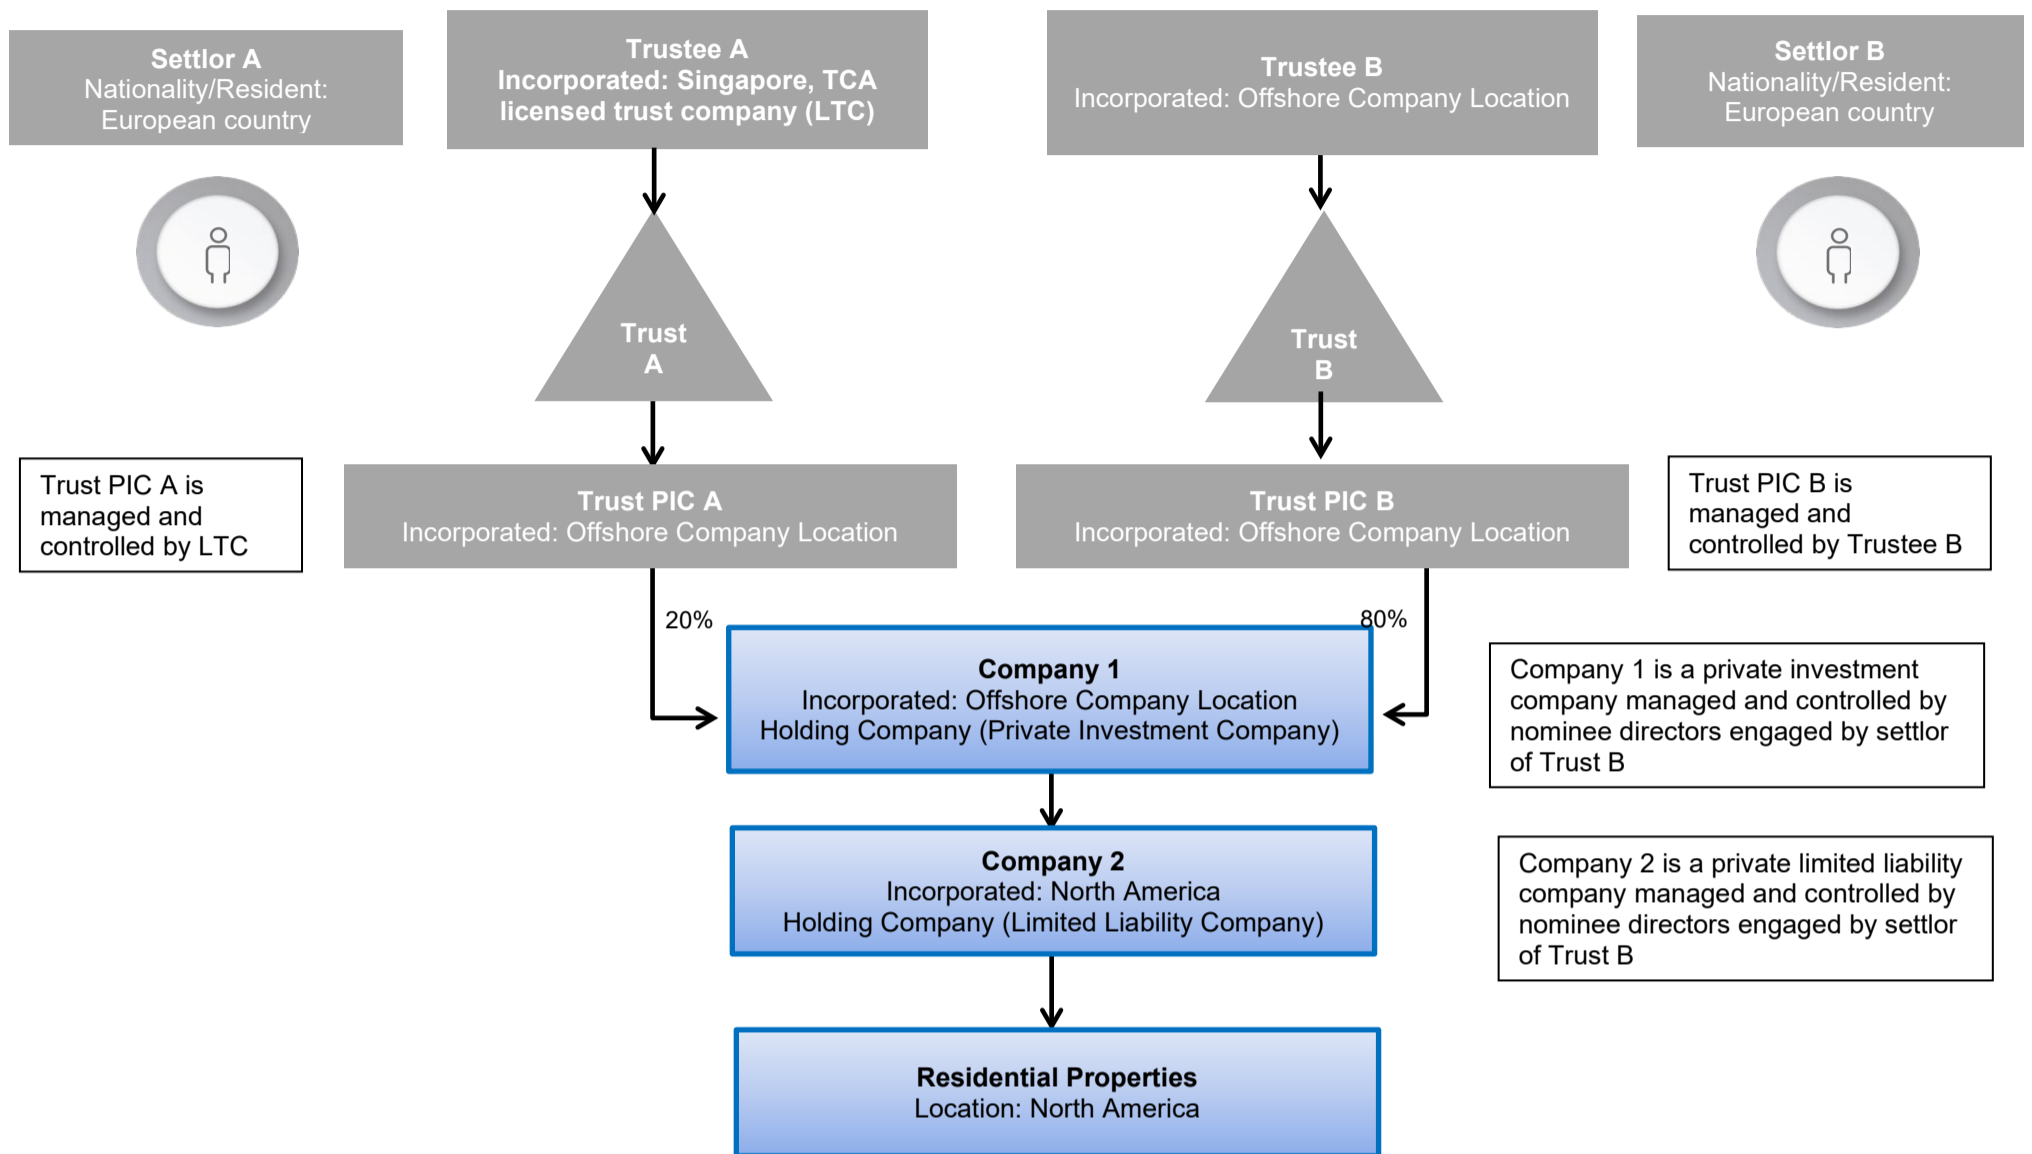 Settlor A
Nationality/Resident:
European country
Trustee A
Incorporated: Singapore, TCA
licensed trust company (LTC)
Trustee B
Incorporated: Offshore Company Location
Settlor B
Nationality/Resident:
European country
Trust
A
Trust
B
Trust PIC A is
managed and
controlled by LTC
Trust PIC A
Incorporated: Offshore Company Location
Trust PIC B
Incorporated: Offshore Company Location
Trust PIC B is
managed and
controlled by Trustee B
20%
80%
Company 1
Incorporated: Offshore Company Location
Holding Company (Private Investment Company)
Company 1 is a private investment
company managed and controlled by
nominee directors engaged by settlor
of Trust B
Company 2
Incorporated: North America
Holding Company (Limited Liability Company)
Company 2 is a private limited liability
company managed and controlled by
nominee directors engaged by settlor
of Trust B
Residential Properties
Location: North America